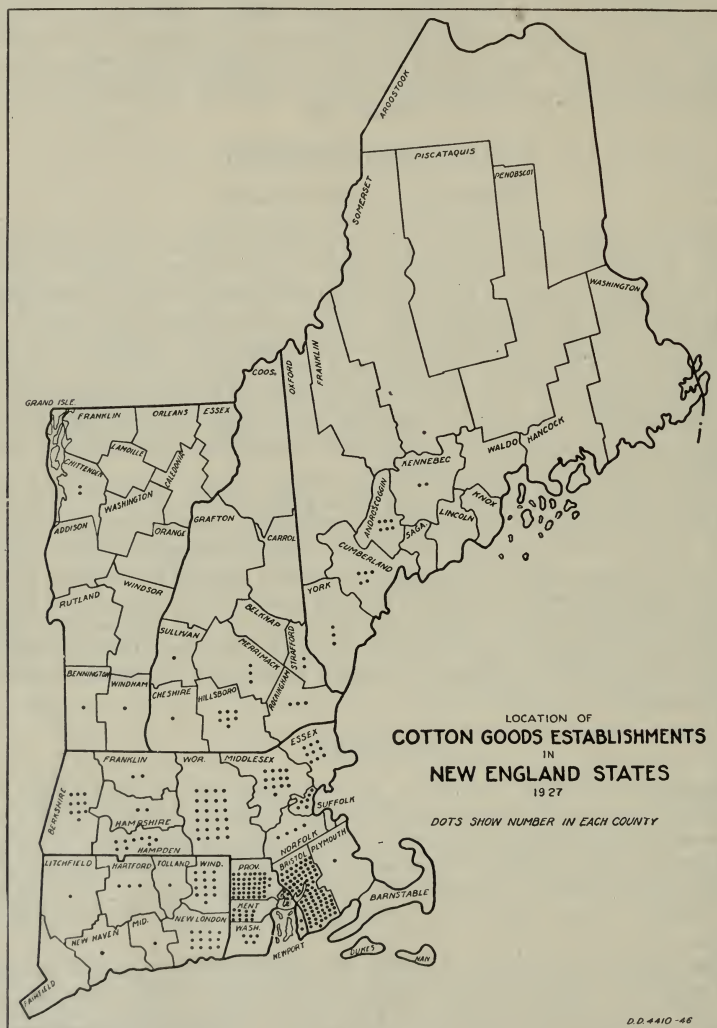 AROOSTOOK
PISCATAQUIS
PENOBSCOT
SOMERSET
WASHINGTON
FRANKLIN
OXFORD
COOS.
GRAND ISLE.
FRANKLIN
ORLEANS
ESSEX
LAMOILLE
CHITTENDEN
CALEDONIA
WASHINGTON
KENNEBEC
WALDO
HANCOCK
ANDROSCOGGIN
KNOX
LINCOLN
SAGA.
ADDISON
ORANGE
GRAFTON
CARROL
CUMBERLAND
YORK
RUTLAND
WINDSOR
BELKNAP
SULLIVAN
MERRIMACK
STRAFFORD
BENNINGTON
WINDHAM
CHESHIRE
HILLSBORO
ROCKINGHAM
LOCATION OF
COTTON GOODS ESTABLISHMENTS
IN
NEW ENGLAND STATES
1927
DOTS SHOW NUMBER IN EACH COUNTY
ESSEX
FRANKLIN
WOR.
MIDDLESEX
BERKSHIRE
SUFFOLK
HAMPSHIRE
NORFOLK
HAMPDEN
PLYMOUTH
BRISTOL
LITCHFIELD
HARTFORD
TOLLAND
WIND.
PROV.
BARNSTABLE
KENT
NEW HAVEN
MID.
NEW LONDON
WASH.
NEWPORT
DUKES
NAN
FAIRFIELD
D.D. 4410-46